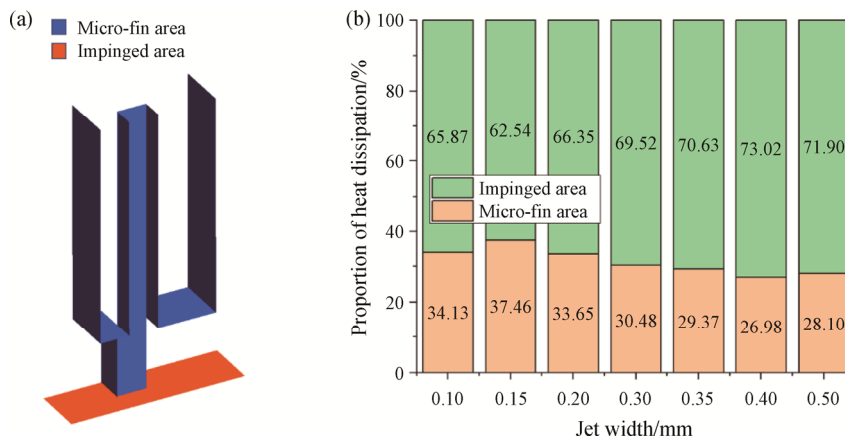 (a)
Micro-fin area
Impinged area
(b)
Proportion of heat dissipation/%
100
80
60
40
20
0
65.87 62.54 66.35 69.52 70.63 73.02 71.90
Impinged area
Micro-fin area
34.13 37.46 33.65 30.48 29.37 26.98 28.10
0.10 0.15 0.20 0.30 0.35 0.40 0.50
Jet width/mm